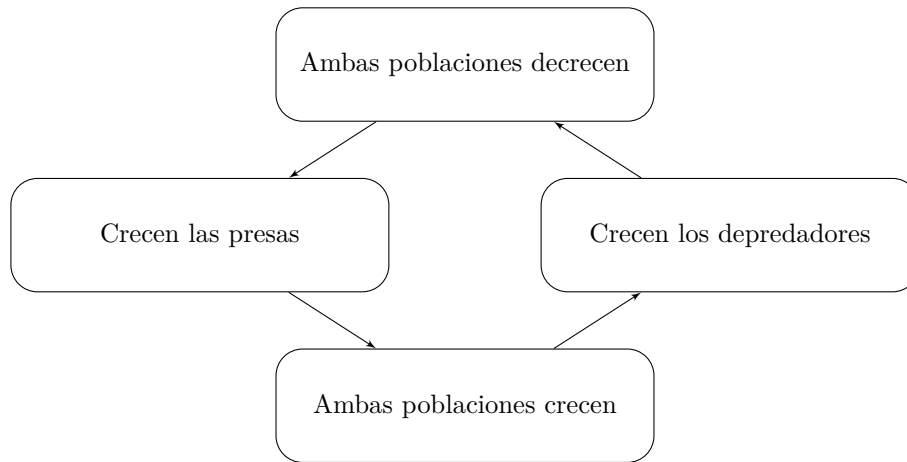 Ambas poblaciones decrecen
Crecen las presas
Crecen los depredadores
Ambas poblaciones crecen